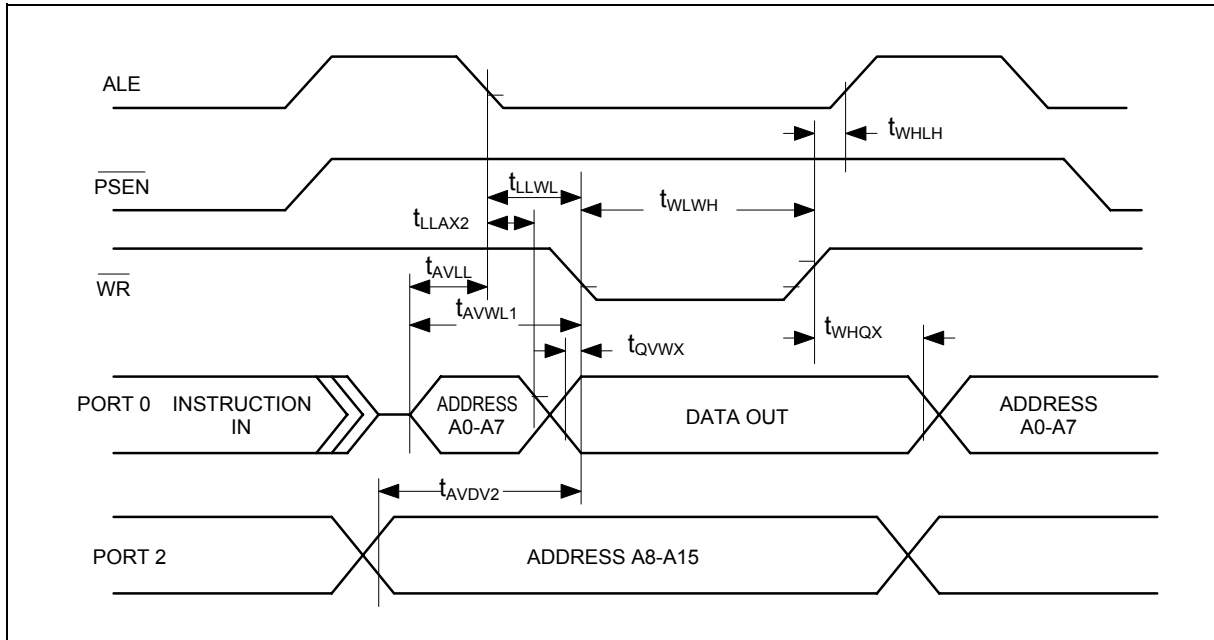 ALE
tWHLH
PSEN
tLLWL
tWLWH
tLLAX2
WR
tAVLL
tAVWL1
tWHQX
tQVWX
PORT 0
INSTRUCTION
IN
ADDRESS
A0-A7
DATA OUT
ADDRESS
A0-A7
tAVDV2
PORT 2
ADDRESS A8-A15